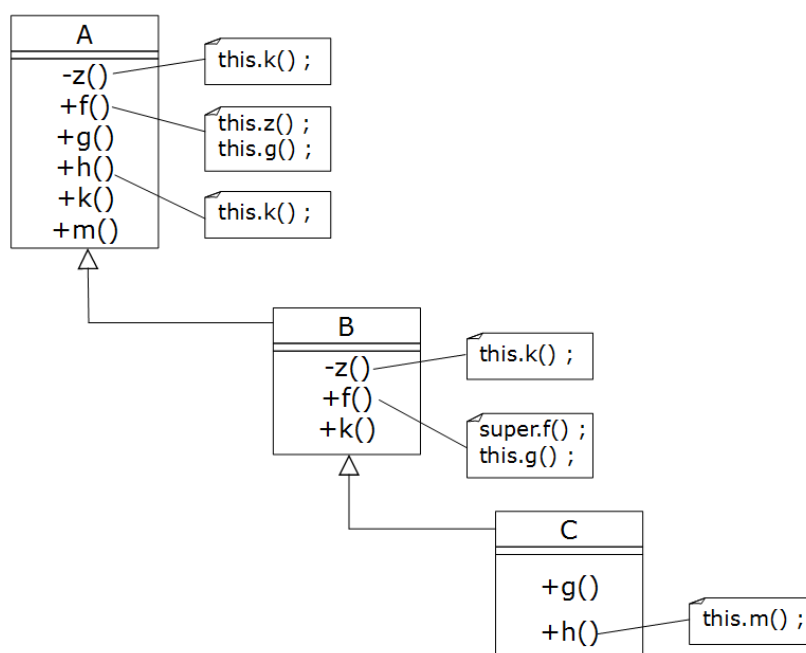 A
-z()
+f()
+g()
+h()
+k()
+m()
this.k() ;
this.z() ;
this.g() ;
this.k() ;
B
-z()
+f()
+k()
this.k() ;
super.f() ;
this.g() ;
C
+g()
+h()
this.m() ;